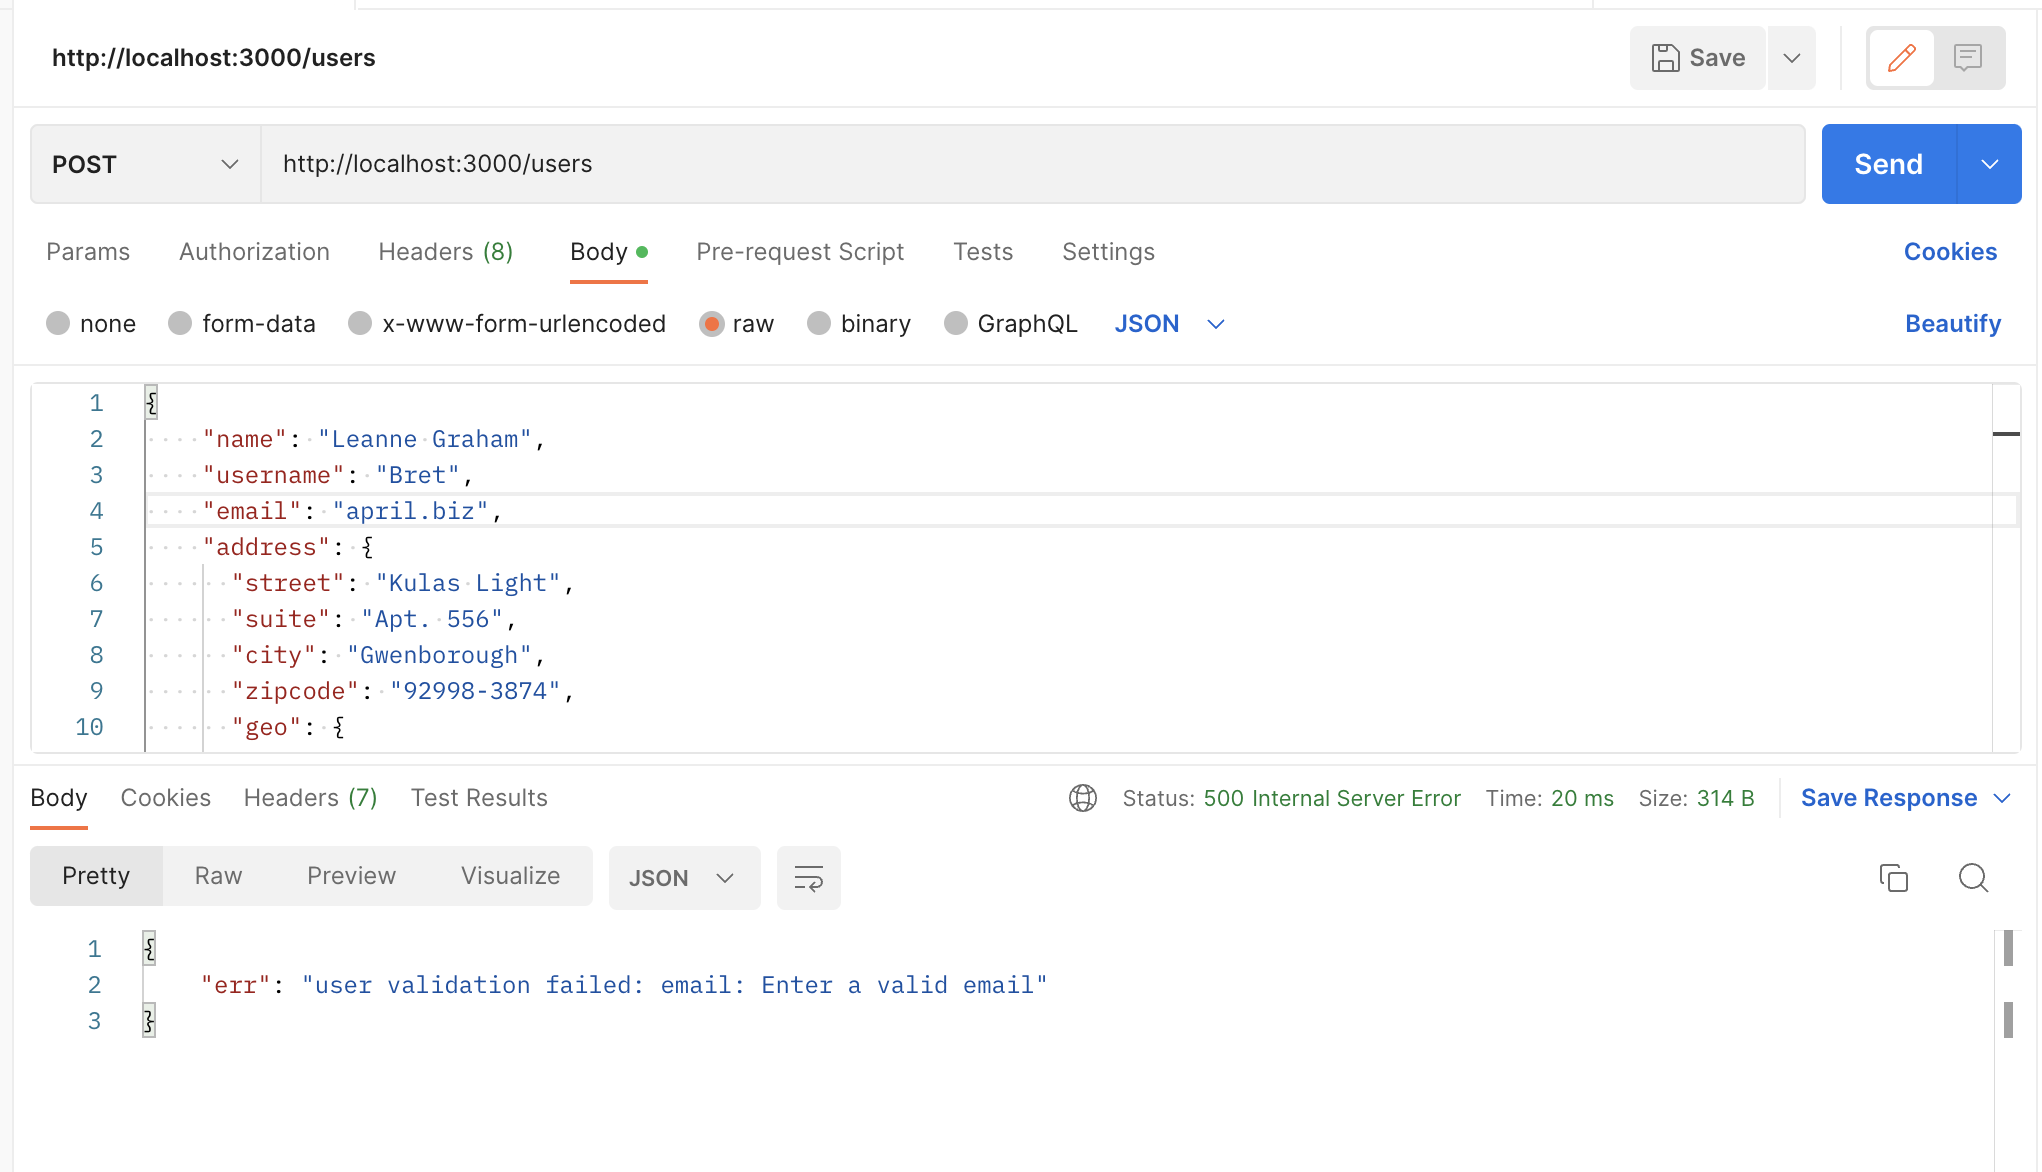 http://localhost:3000/users
Save
POST
http://localhost:3000/users
Send
Params Authorization Headers (8) Body Pre-request Script Tests Settings Cookies
none form-data x-www-form-urlencoded raw binary GraphQL JSON Beautify
1 {
2 "name": "Leanne Graham",
3 "username": "Bret",
4 "email": "april.biz",
5 "address": {
6 "street": "Kulas Light",
7 "suite": "Apt. 556",
8 "city": "Gwenborough",
9 "zipcode": "92998-3874",
10 "geo": {
Body Cookies Headers (7) Test Results Status: 500 Internal Server Error Time: 20 ms Size: 314 B Save Response
Pretty Raw Preview Visualize JSON
1 {
2 "err": "user validation failed: email: Enter a valid email"
3 }